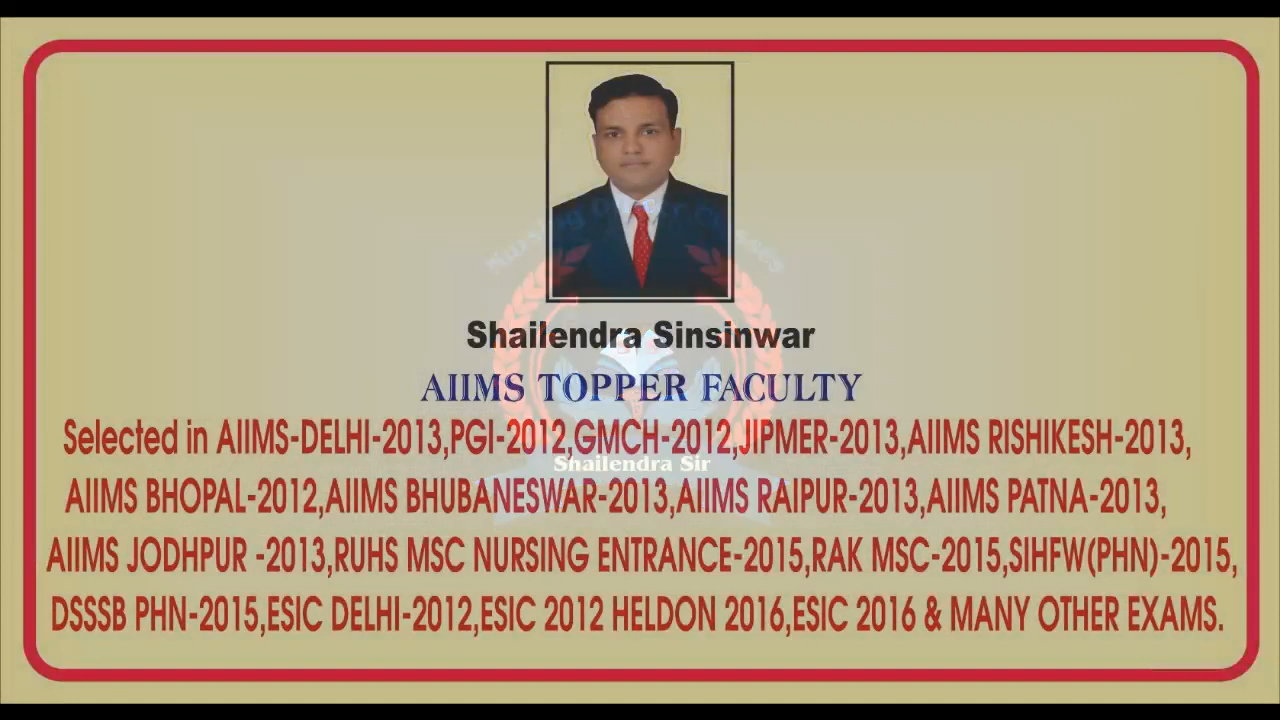 Nursing Officer Classes
Shailendra Sinsinwar
AIIMS TOPPER FACULTY
Selected in AIIMS-DELHI-2013,PGI-2012,GMCH-2012,JIPMER-2013,AIIMS RISHIKESH-2013,
Shailendra Sir
AIIMS BHOPAL-2012,AIIMS BHUBANESWAR-2013,AIIMS RAIPUR-2013,AIIMS PATNA-2013,
AIIMS JODHPUR -2013,RUHS MSC NURSING ENTRANCE-2015,RAK MSC-2015,SIHFW(PHN)-2015,
DSSSB PHN-2015,ESIC DELHI-2012,ESIC 2012 HELDON 2016,ESIC 2016 & MANY OTHER EXAMS.